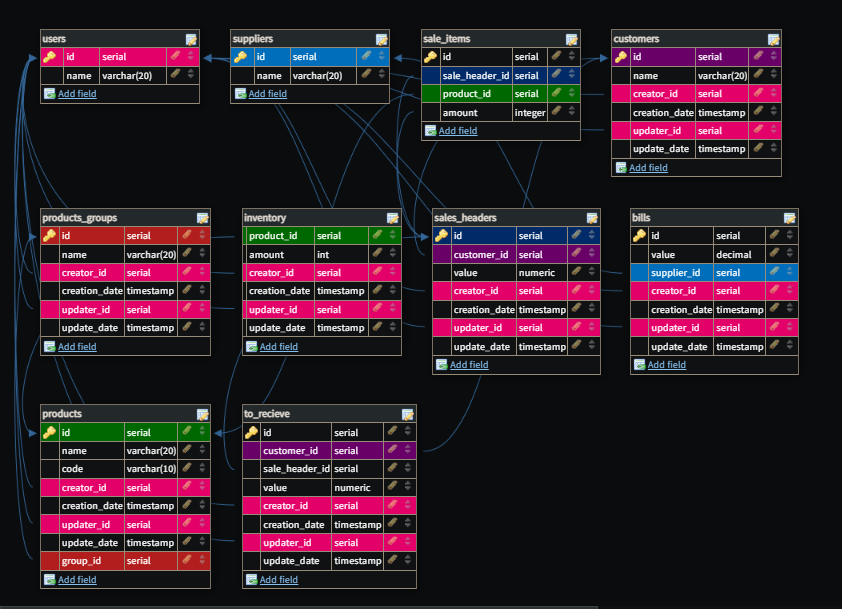 users
id serial
name varchar(20)
Add field
suppliers
id serial
name varchar(20)
Add field
sale_items
id serial
sale_header_id serial
product_id serial
amount integer
Add field
customers
id serial
name varchar(20)
creator_id serial
creation_date timestamp
updater_id serial
update_date timestamp
Add field
products_groups
id serial
name varchar(20)
creator_id serial
creation_date timestamp
updater_id serial
update_date timestamp
Add field
inventory
product_id serial
amount int
creator_id serial
creation_date timestamp
updater_id serial
update_date timestamp
Add field
sales_headers
id serial
customer_id serial
value numeric
creator_id serial
creation_date timestamp
updater_id serial
update_date timestamp
Add field
bills
id serial
value decimal
supplier_id serial
creator_id serial
creation_date timestamp
updater_id serial
update_date timestamp
Add field
products
id serial
name varchar(20)
code varchar(10)
creator_id serial
creation_date timestamp
updater_id serial
update_date timestamp
group_id serial
Add field
to_recieve
id serial
customer_id serial
sale_header_id serial
value numeric
creator_id serial
creation_date timestamp
updater_id serial
update_date timestamp
Add field